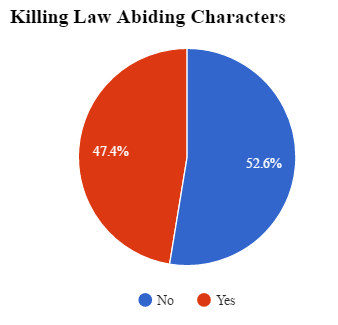 Killing Law Abiding Characters
47.4%
52.6%
No Yes